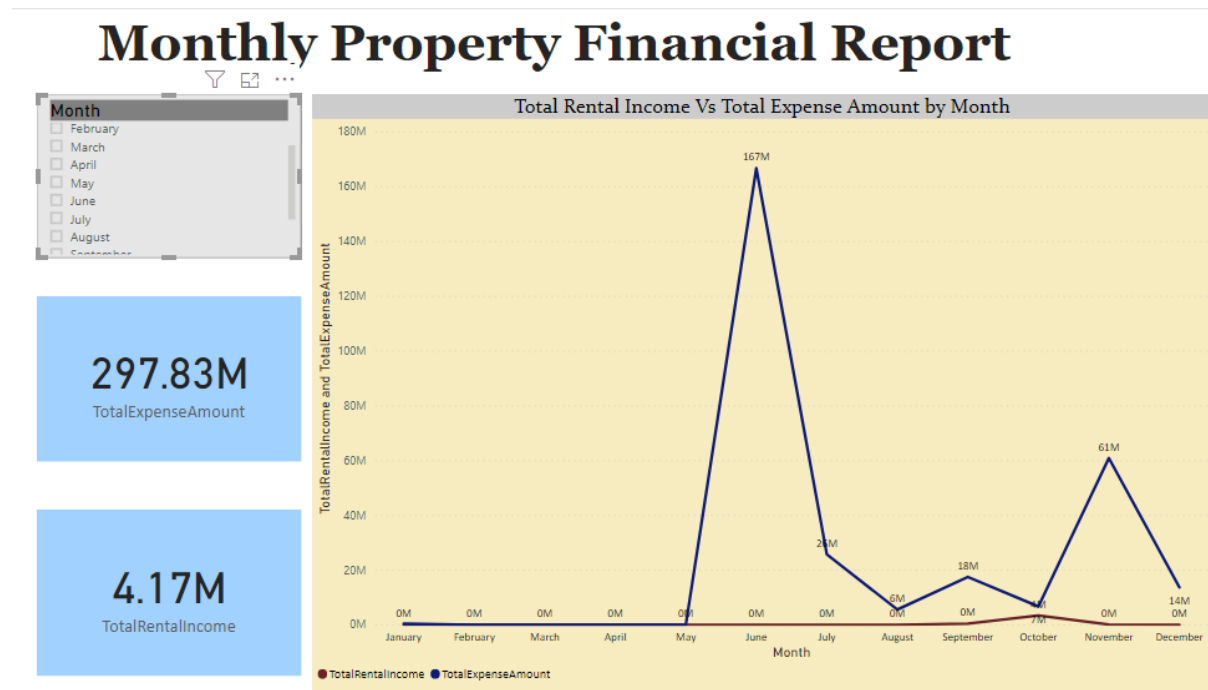 Monthly Property Financial Report
Month
February
March
April
May
June
July
August
September
297.83M
TotalExpenseAmount
4.17M
TotalRentalIncome
Total Rental Income Vs Total Expense Amount by Month
TotalRentalIncome and TotalExpenseAmount
180M
160M
140M
120M
100M
80M
60M
40M
20M
0M
167M
26M
6M
18M
7M
61M
14M
0M 0M 0M 0M 0M 0M 0M 0M 0M 0M 0M
January February March April May June July August September October November December
Month
TotalRentalIncome TotalExpenseAmount